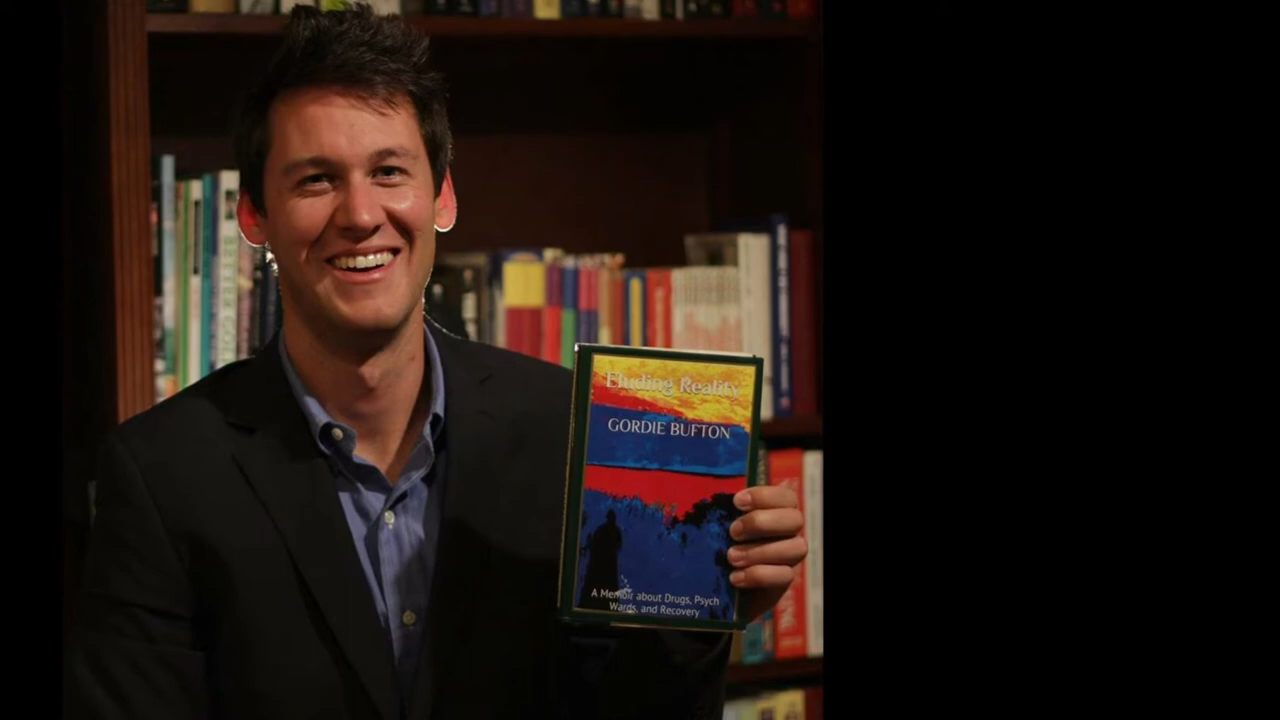 Eluding Reality
GORDIE BUFTON
A Memoir about Drugs, Psych
Wards, and Recovery